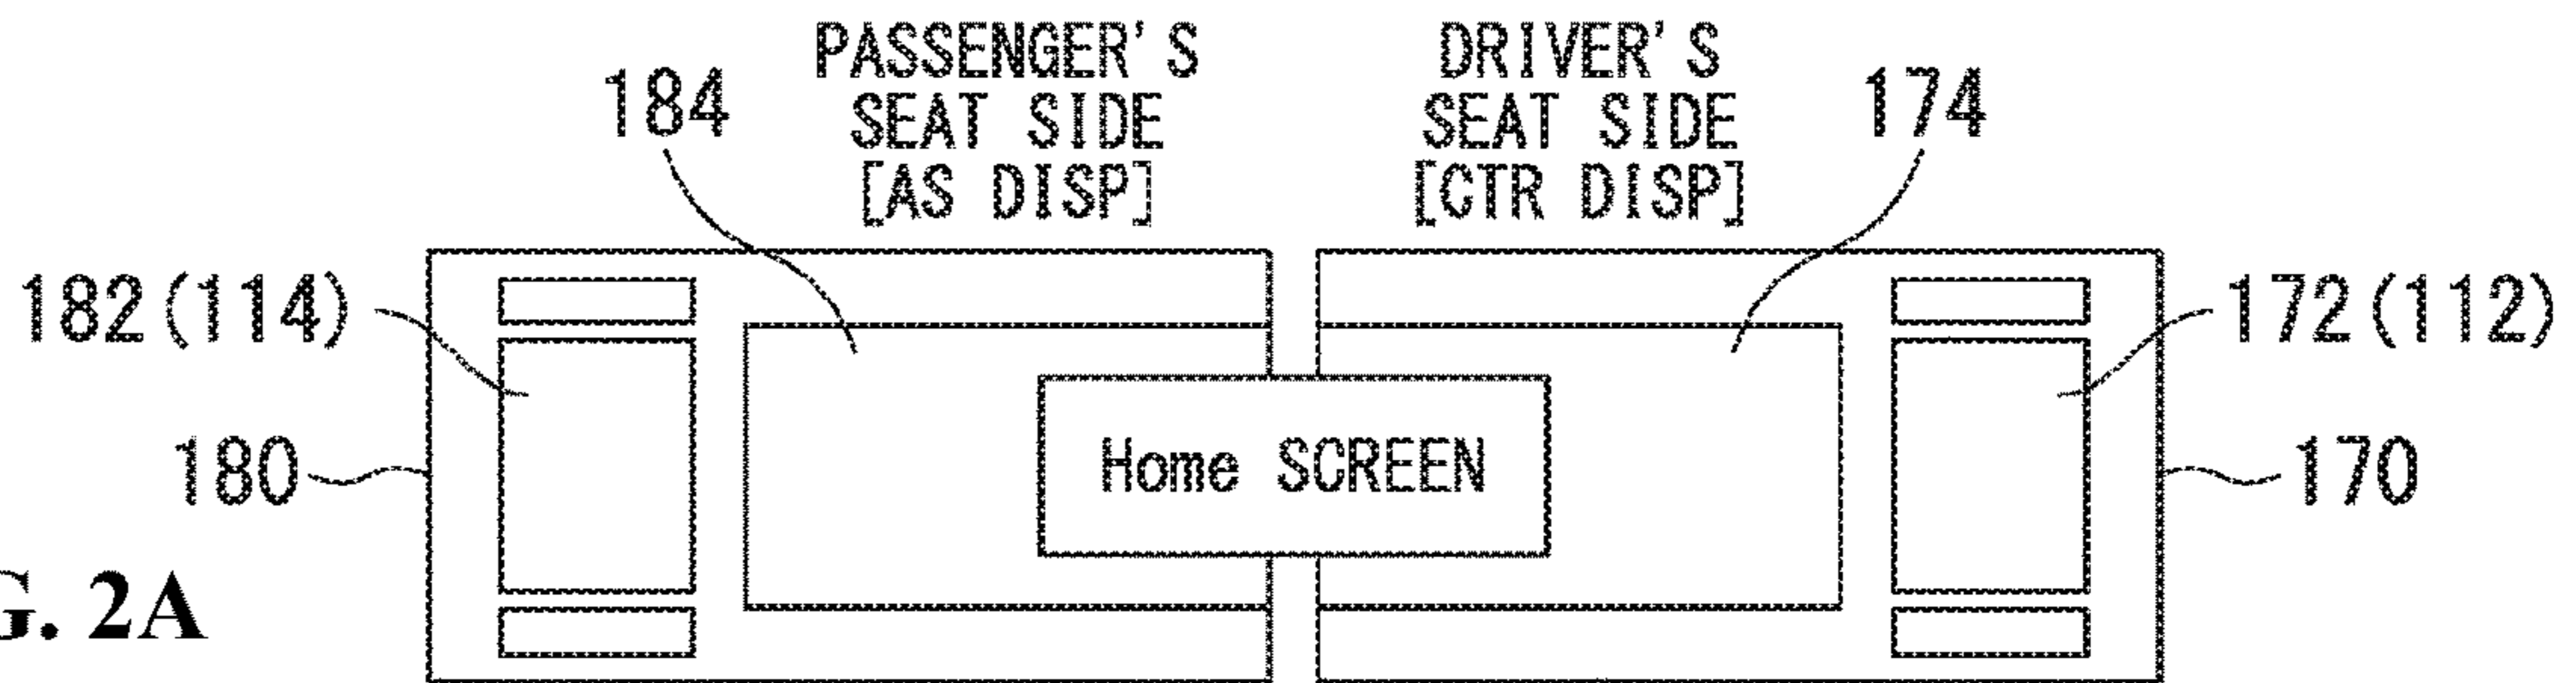 PASSENGER'S
SEAT SIDE
[AS DISP]
DRIVER'S
SEAT SIDE
[CTR DISP]
184
174
182(114)
172(112)
180
Home SCREEN
170
G. 2A